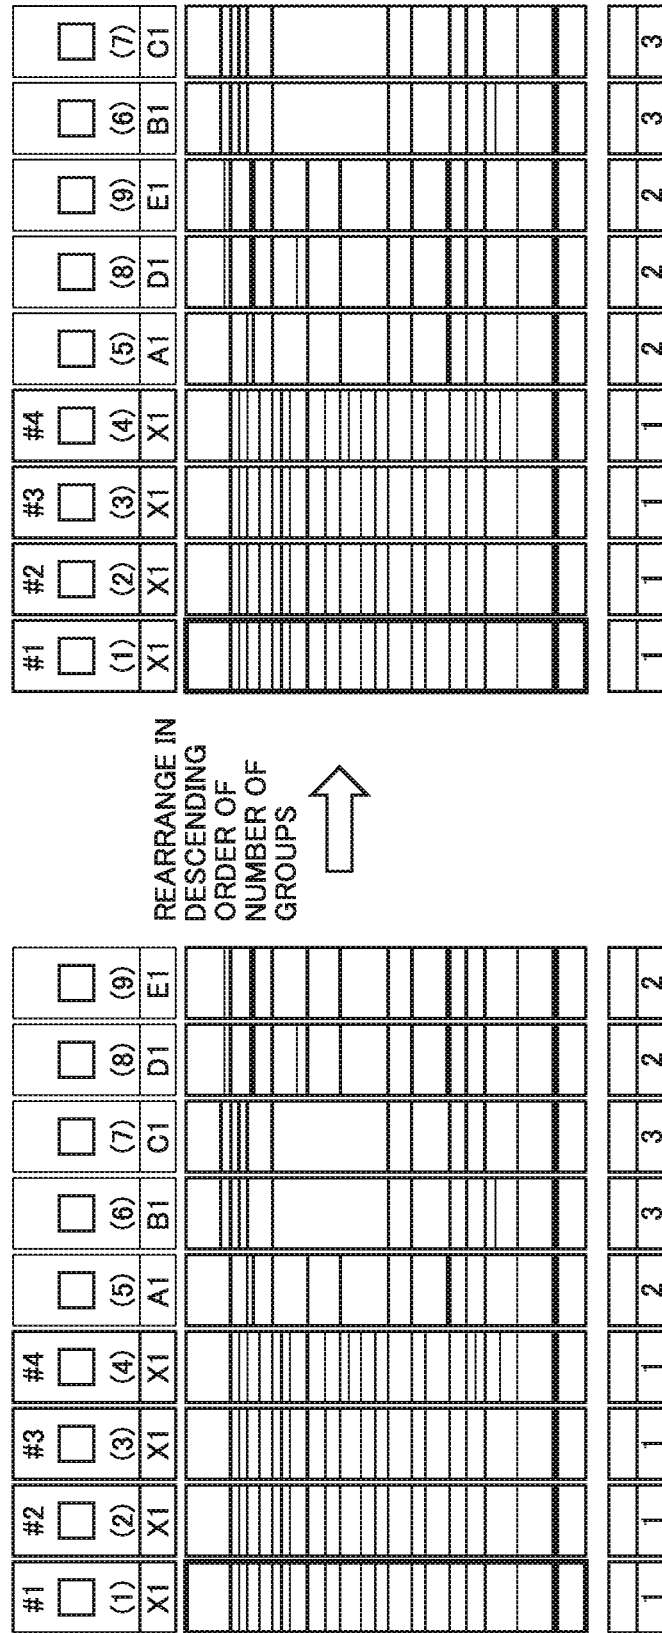 #1 #2 #3 #4
(1) (2) (3) (4) (5) (6) (7) (8) (9)
X1 X1 X1 X1 A1 B1 C1 D1 E1
1 1 1 1 2 3 3 2 2
REARRANGE IN
DESCENDING
ORDER OF
NUMBER OF
GROUPS
#1 #2 #3 #4
(1) (2) (3) (4) (5) (8) (9) (6) (7)
X1 X1 X1 X1 A1 D1 E1 B1 C1
1 1 1 1 2 2 2 3 3